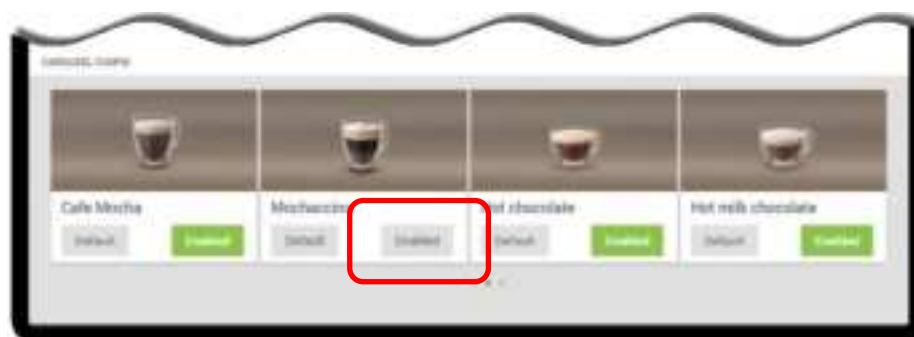 Cafe Mocha
Mochaccino
Hot chocolate
Hot milk chocolate
Default
Enabled
Default
Enabled
Default
Enabled
Default
Enabled